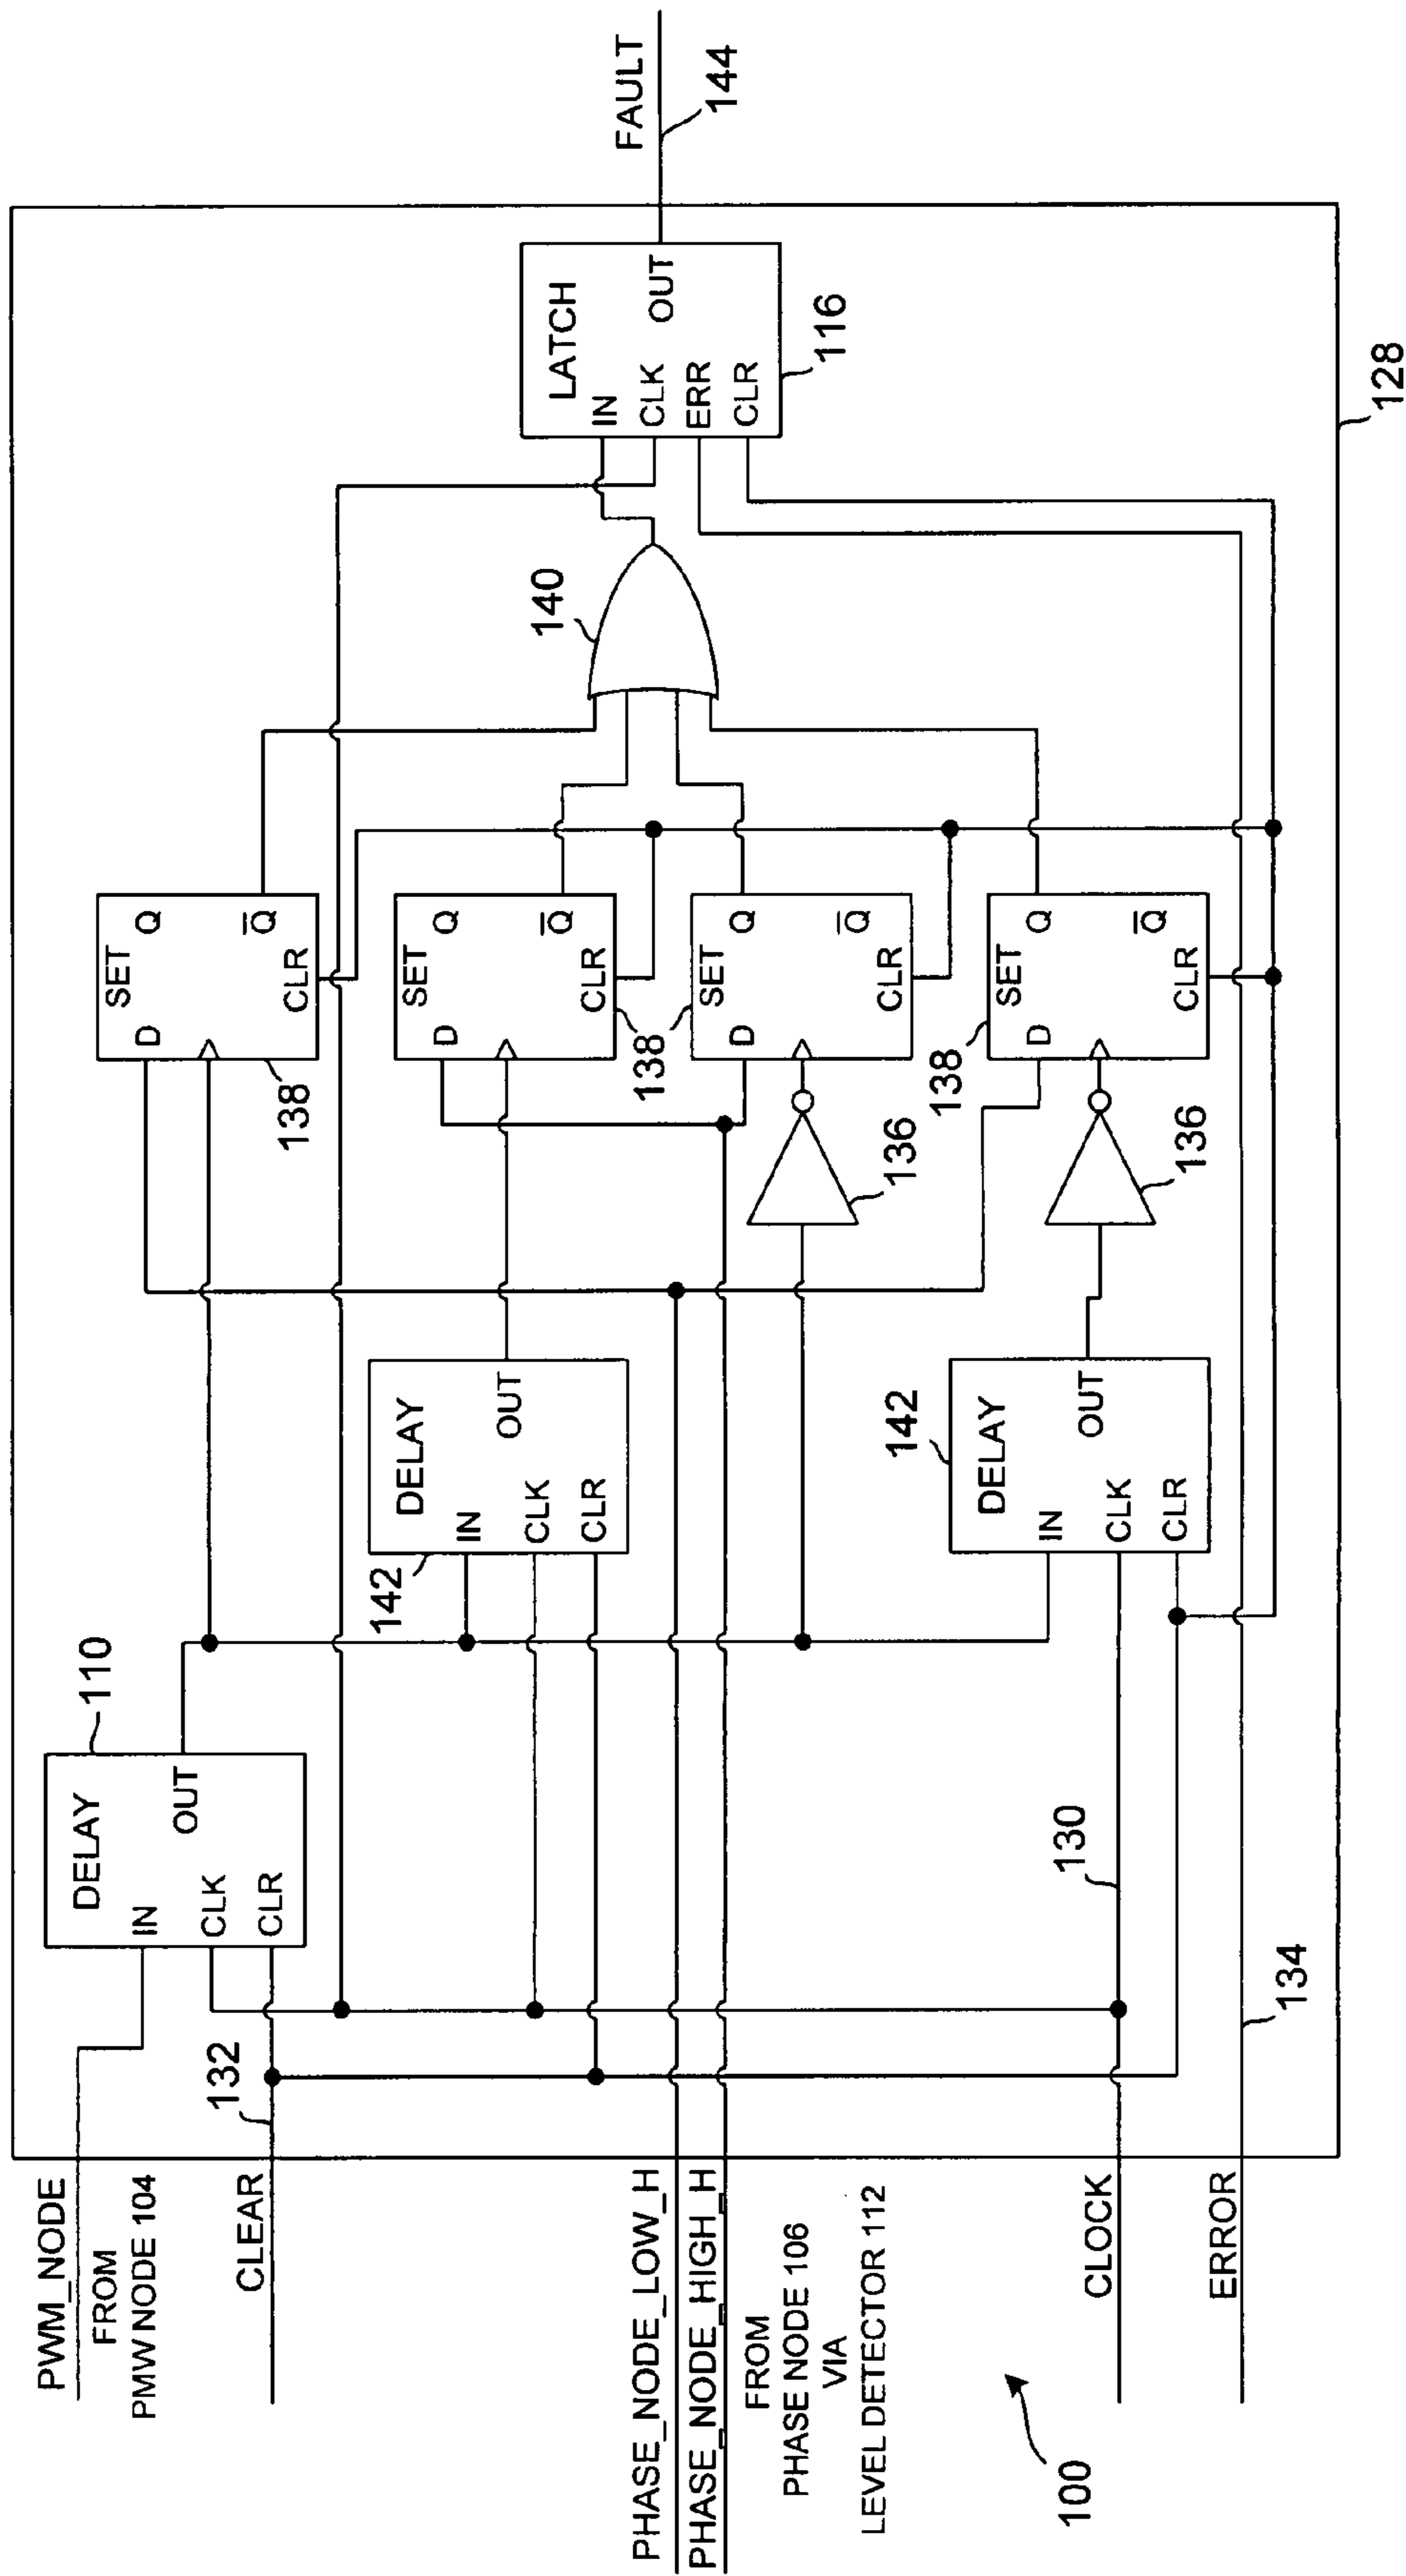 PWM_NODE
FROM
PMW NODE 104
CLEAR
132
DELAY
IN
OUT
CLK
CLR
110
PHASE_NODE_LOW_H
PHASE_NODE_HIGH_H
FROM
PHASE NODE 106
VIA
LEVEL DETECTOR 112
CLOCK
130
ERROR
134
100
DELAY
IN
OUT
CLK
CLR
142
DELAY
IN
OUT
CLK
CLR
142
SET
D
Q
Q̅
CLR
138
SET
D
Q
Q̅
CLR
138
SET
D
Q
Q̅
CLR
136
SET
D
Q
Q̅
CLR
138
136
140
LATCH
IN
CLK
OUT
ERR
CLR
116
FAULT
144
128